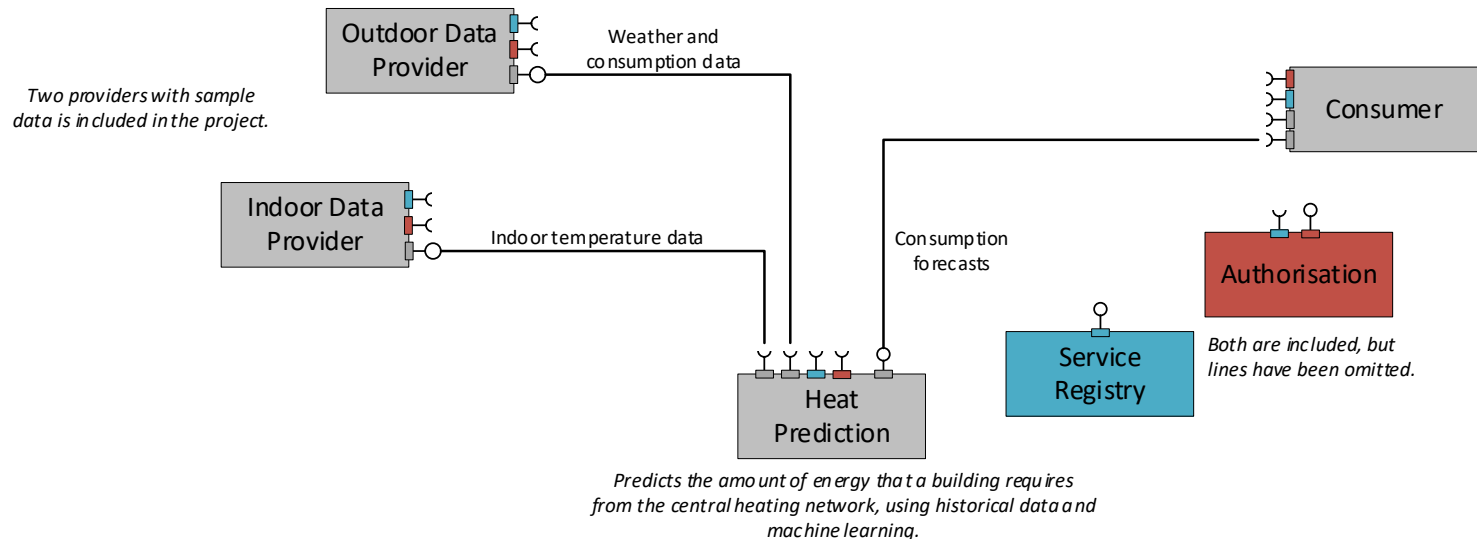 Outdoor Data
Provider
Weather and
consumption data
Two providers with sample
data is included in the project.
Consumer
Indoor Data
Provider
Indoor temperature data
Consumption
forecasts
Authorisation
Both are included, but
lines have been omitted.
Service
Registry
Heat
Prediction
Predicts the amount of energy that a building requires
from the central heating network, using historical data and
machine learning.